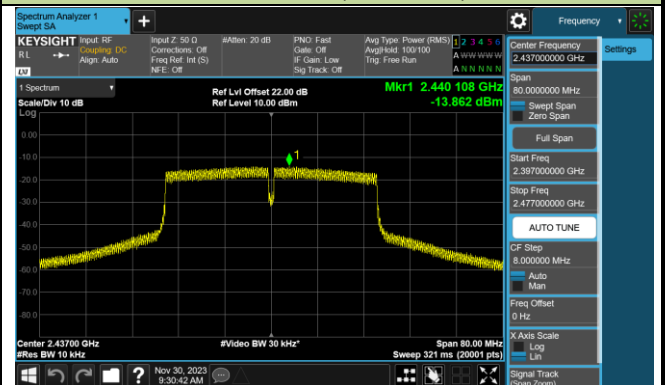 Spectrum Analyzer 1
Swept SA
+
Frequency
KEYSIGHT
RL
LXI
Input: RF
Coupling: DC
Align: Auto
Input Z: 50 Ω
Corrections: Off
Freq Ref: Int (S)
NFE: Off
#Atten: 20 dB
PNO: Fast
Gate: Off
IF Gain: Low
Sig Track: Off
Avg Type: Power (RMS)
Avg|Hold: 100/100
Trig: Free Run
1 2 3 4 5 6
A W W W W W
A N N N N N
1 Spectrum
Scale/Div 10 dB
Log
Ref Lvl Offset 22.00 dB
Ref Level 10.00 dBm
Mkr1 2.440 108 GHz
-13.862 dBm
1
0.00
-10.0
-20.0
-30.0
-40.0
-50.0
-60.0
-70.0
-80.0
Center 2.43700 GHz
#Res BW 10 kHz
#Video BW 30 kHz*
Span 80.00 MHz
Sweep 321 ms (20001 pts)
Nov 30, 2023
9:30:42 AM
Center Frequency
2.437000000 GHz
Settings
Span
80.0000000 MHz
Swept Span
Zero Span
Full Span
Start Freq
2.397000000 GHz
Stop Freq
2.477000000 GHz
AUTO TUNE
CF Step
8.000000 MHz
Auto
Man
Freq Offset
0 Hz
X Axis Scale
Log
Lin
Signal Track
(Span Zoom)